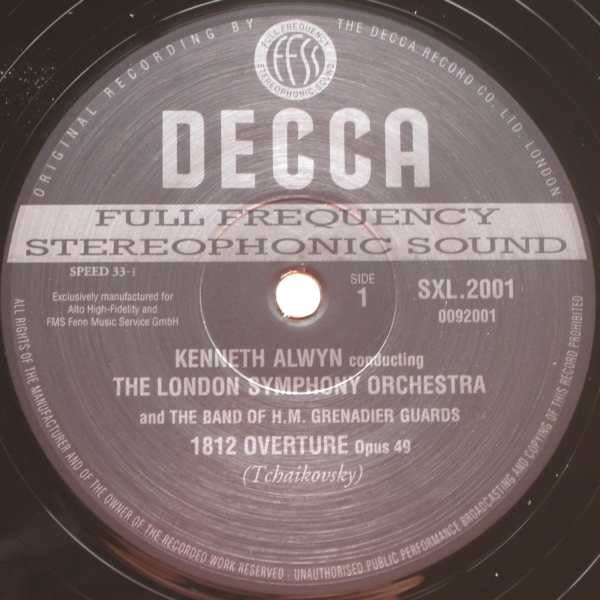 ORIGINAL RECORDING BY THE DECCA RECORD CO. LTD. LONDON
FULL FREQUENCY
FFSS
STEREOPHONIC SOUND
DECCA
FULL FREQUENCY
STEREOPHONIC SOUND
SPEED 33-1
SIDE
1
SXL.2001
0092001
Exclusively manufactured for
Alto High-Fidelity and
FMS Fenn Music Service GmbH
KENNETH ALWYN conducting
THE LONDON SYMPHONY ORCHESTRA
and THE BAND OF H.M. GRENADIER GUARDS
1812 OVERTURE Opus 49
(Tchaikovsky)
ALL RIGHTS OF THE MANUFACTURER AND OF THE OWNER OF THE RECORDED WORK RESERVED · UNAUTHORISED PUBLIC PERFORMANCE BROADCASTING AND COPYING OF THIS RECORD PROHIBITED